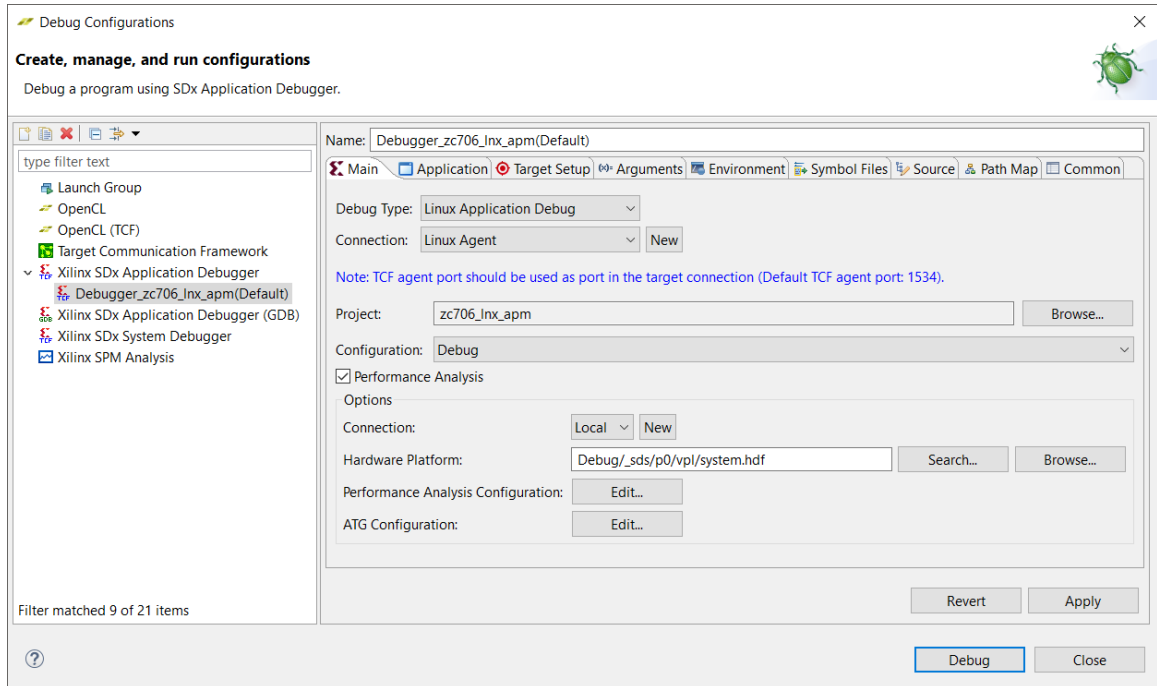 Debug Configurations
Create, manage, and run configurations
Debug a program using SDx Application Debugger.
type filter text
Launch Group
OpenCL
OpenCL (TCF)
Target Communication Framework
Xilinx SDx Application Debugger
Debugger_zc706_lnx_apm(Default)
Xilinx SDx Application Debugger (GDB)
Xilinx SDx System Debugger
Xilinx SPM Analysis
Filter matched 9 of 21 items
Name: Debugger_zc706_lnx_apm(Default)
Main Application Target Setup (x)= Arguments Environment Symbol Files Source Path Map Common
Debug Type: Linux Application Debug
Connection: Linux Agent New
Note: TCF agent port should be used as port in the target connection (Default TCF agent port: 1534).
Project: zc706_lnx_apm Browse...
Configuration: Debug
Performance Analysis
Options
Connection: Local New
Hardware Platform: Debug/_sds/p0/vpl/system.hdf Search... Browse...
Performance Analysis Configuration: Edit...
ATG Configuration: Edit...
Revert Apply
Debug Close